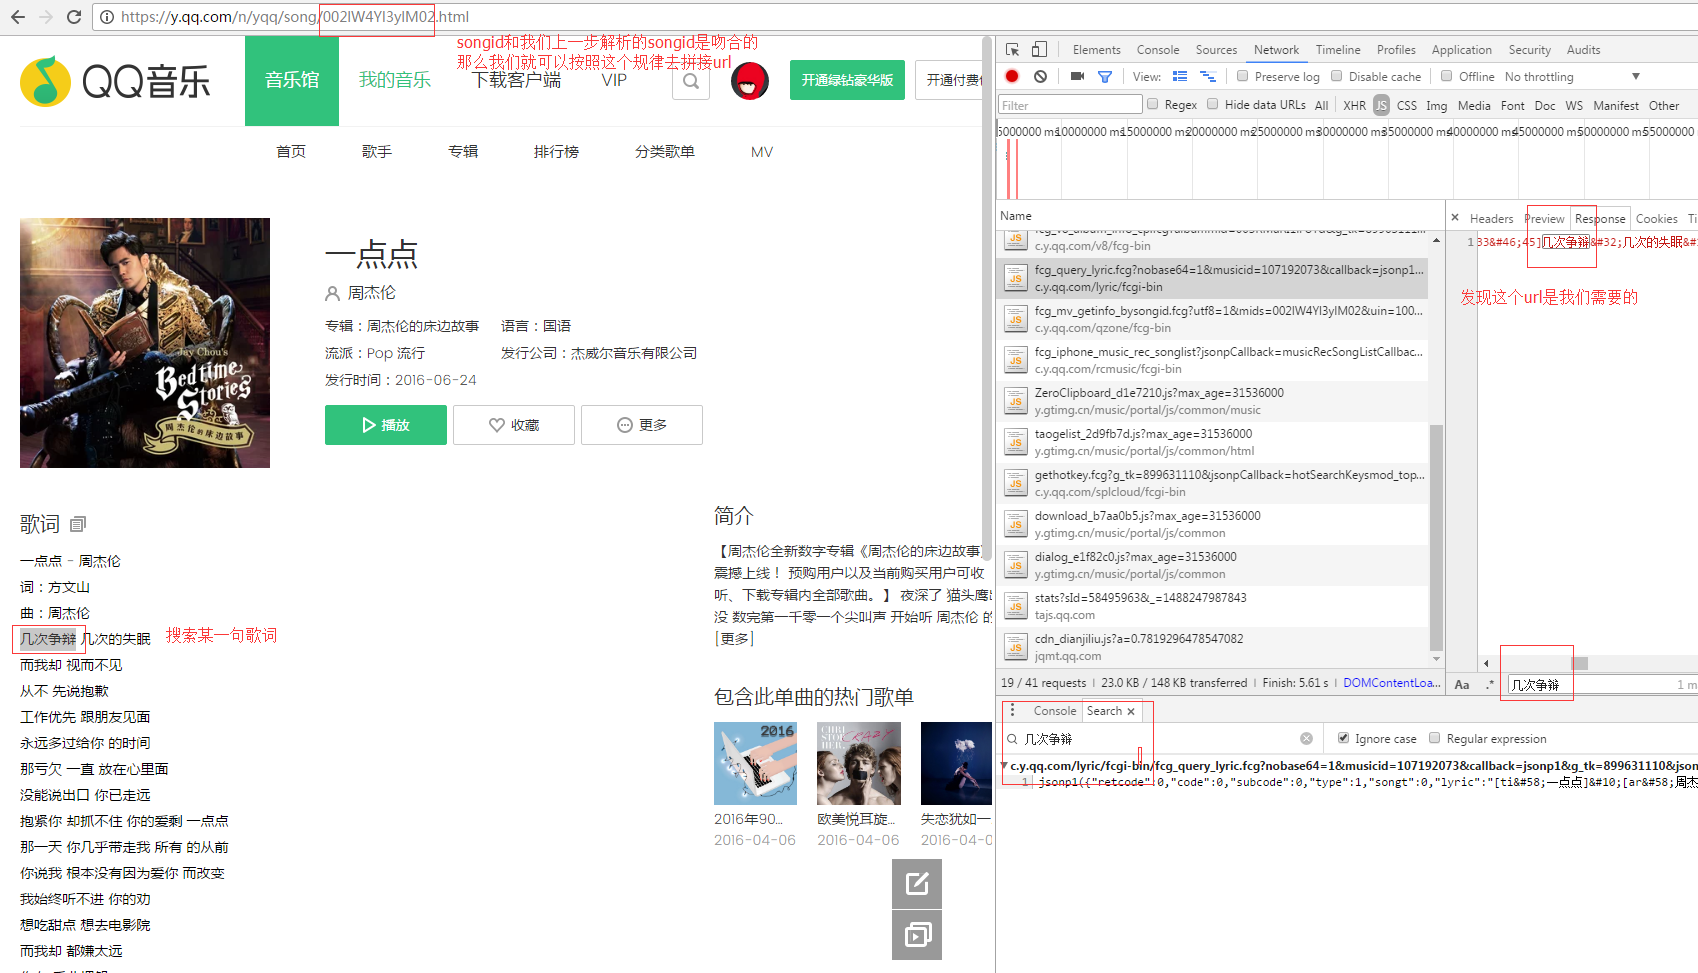 https://y.qq.com/n/yqq/song/002IW4YI3yIM02.html
songid和我们上一步解析的songid是吻合的
那么我们就可以按照这个规律去拼接url
QQ音乐
音乐馆
我的音乐
下载客户端
VIP
开通绿钻豪华版
开通付费
首页
歌手
专辑
排行榜
分类歌单
MV
Jay Chou's
Bedtime
Stories
周杰伦的床边故事
一点点
周杰伦
专辑：周杰伦的床边故事 语言：国语
流派：Pop 流行 发行公司：杰威尔音乐有限公司
发行时间：2016-06-24
播放
收藏
更多
歌词
一点点 - 周杰伦
词：方文山
曲：周杰伦
几次争辩 几次的失眠
搜索某一句歌词
而我却 视而不见
从不 先说抱歉
工作优先 跟朋友见面
永远多过给你 的时间
那亏欠 一直 放在心里面
没能说出口 你已走远
抱紧你 却抓不住 你的爱剩 一点点
那一天 你几乎带走我 所有 的从前
你说我 根本没有因为爱你 而改变
我始终听不进 你的劝
想吃甜点 想去电影院
而我却 都嫌太远
简介
【周杰伦全新数字专辑《周杰伦的床边故事》
震撼上线！ 预购用户以及当前购买用户可收
听、下载专辑内全部歌曲。】 夜深了 猫头鹰出
没 数完第一千零一个尖叫声 开始听 周杰伦 的
[更多]
包含此单曲的热门歌单
2016
CRAZY
2016年90...
2016-04-06
欧美悦耳旋...
2016-04-06
失恋犹如一
2016-04-0
Elements Console Sources Network Timeline Profiles Application Security Audits
View: Preserve log Disable cache Offline No throttling
Filter Regex Hide data URLs All XHR JS CSS Img Media Font Doc WS Manifest Other
5000000 ms 10000000 ms 15000000 ms 20000000 ms 25000000 ms 30000000 ms 35000000 ms 40000000 ms 45000000 ms 50000000 ms 55000000
Name
c.y.qq.com/v8/fcg-bin
fcg_query_lyric.fcg?nobase64=1&musicid=107192073&callback=jsonp1...
c.y.qq.com/lyric/fcgi-bin
fcg_mv_getinfo_bysongid.fcg?utf8=1&mids=002IW4YI3yIM02&uin=100...
c.y.qq.com/qzone/fcg-bin
fcg_iphone_music_rec_songlist?jsonpCallback=musicRecSongListCallbac...
c.y.qq.com/rcmusic/fcgi-bin
ZeroClipboard_d1e7210.js?max_age=31536000
y.gtimg.cn/music/portal/js/common/music
taogelist_2d9fb7d.js?max_age=31536000
y.gtimg.cn/music/portal/js/common/html
gethotkey.fcg?g_tk=899631110&jsonpCallback=hotSearchKeysmod_top...
c.y.qq.com/splcloud/fcgi-bin
download_b7aa0b5.js?max_age=31536000
y.gtimg.cn/music/portal/js/common
dialog_e1f82c0.js?max_age=31536000
y.gtimg.cn/music/portal/js/common
stats?sId=58495963&_=1488247987843
tajs.qq.com
cdn_dianjiliu.js?a=0.7819296478547082
jqmt.qq.com
19 / 41 requests | 23.0 KB / 148 KB transferred | Finish: 5.61 s | DOMContentLoa...
× Headers Preview Response Cookies Ti
1 33&#46;45]几次争辩&#32;几次的失眠&#
发现这个url是我们需要的
Aa .* 几次争辩 1 m
Console Search ×
几次争辩
Ignore case Regular expression
c.y.qq.com/lyric/fcgi-bin/fcg_query_lyric.fcg?nobase64=1&musicid=107192073&callback=jsonp1&g_tk=899631110&json
1 jsonp1({"retcode":0,"code":0,"subcode":0,"type":1,"songt":0,"lyric":"[ti&#58;一点点]&#10;[ar&#58;周杰